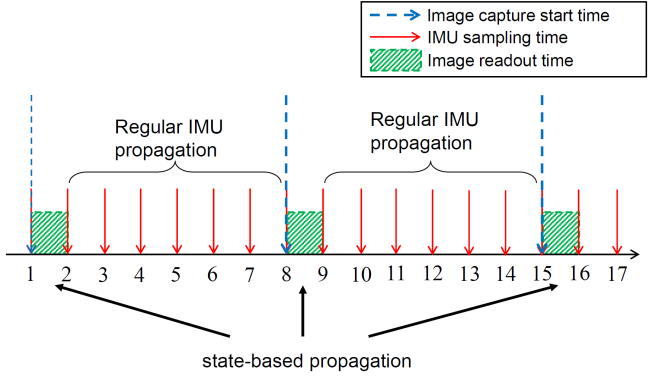 Image capture start time
IMU sampling time
Image readout time
Regular IMU
propagation
Regular IMU
propagation
1 2 3 4 5 6 7 8 9 10 11 12 13 14 15 16 17
state-based propagation